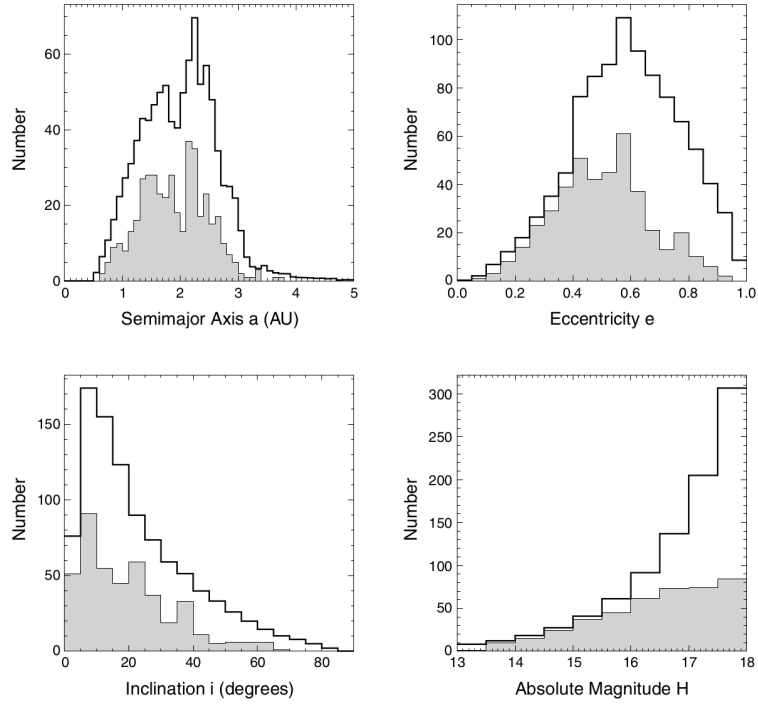 60
40
20
0
Number
0 1 2 3 4 5
Semimajor Axis a (AU)
100
80
60
40
20
0
Number
0.0 0.2 0.4 0.6 0.8 1.0
Eccentricity e
150
100
50
0
Number
0 20 40 60 80
Inclination i (degrees)
300
250
200
150
100
50
0
Number
13 14 15 16 17 18
Absolute Magnitude H